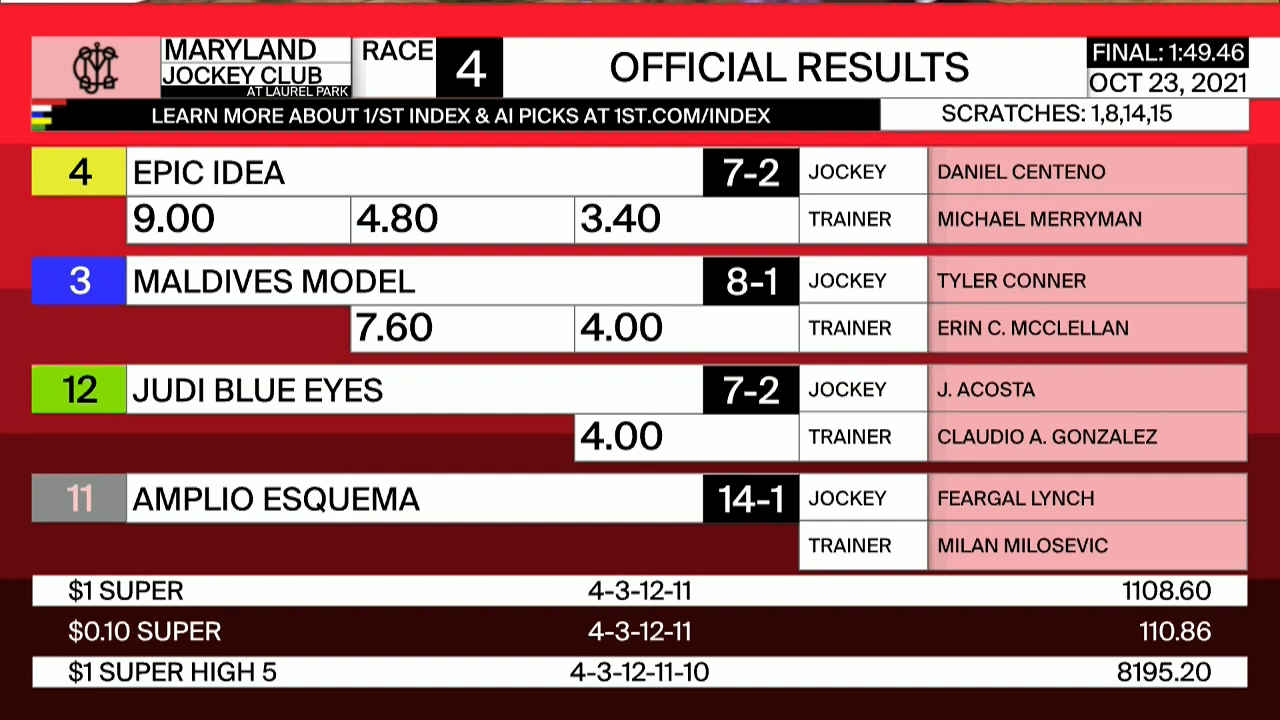 MARYLAND
JOCKEY CLUB
AT LAUREL PARK
RACE 4
OFFICIAL RESULTS
FINAL: 1:49.46
OCT 23, 2021
LEARN MORE ABOUT 1/ST INDEX & AI PICKS AT 1ST.COM/INDEX
SCRATCHES: 1,8,14,15
4 EPIC IDEA 7-2 JOCKEY DANIEL CENTENO
9.00 4.80 3.40 TRAINER MICHAEL MERRYMAN
3 MALDIVES MODEL 8-1 JOCKEY TYLER CONNER
7.60 4.00 TRAINER ERIN C. MCCLELLAN
12 JUDI BLUE EYES 7-2 JOCKEY J. ACOSTA
4.00 TRAINER CLAUDIO A. GONZALEZ
11 AMPLIO ESQUEMA 14-1 JOCKEY FEARGAL LYNCH
TRAINER MILAN MILOSEVIC
$1 SUPER 4-3-12-11 1108.60
$0.10 SUPER 4-3-12-11 110.86
$1 SUPER HIGH 5 4-3-12-11-10 8195.20